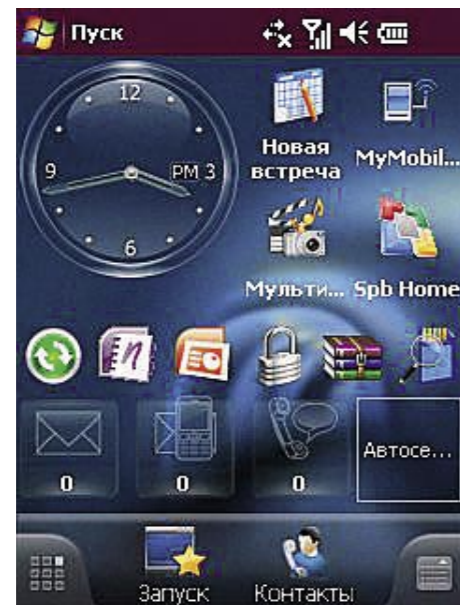 Пуск
12
9
PM 3
6
Новая
встреча
MyMobil...
Мульти...
Spb Home
0
0
0
Автосе...
Запуск
Контакты